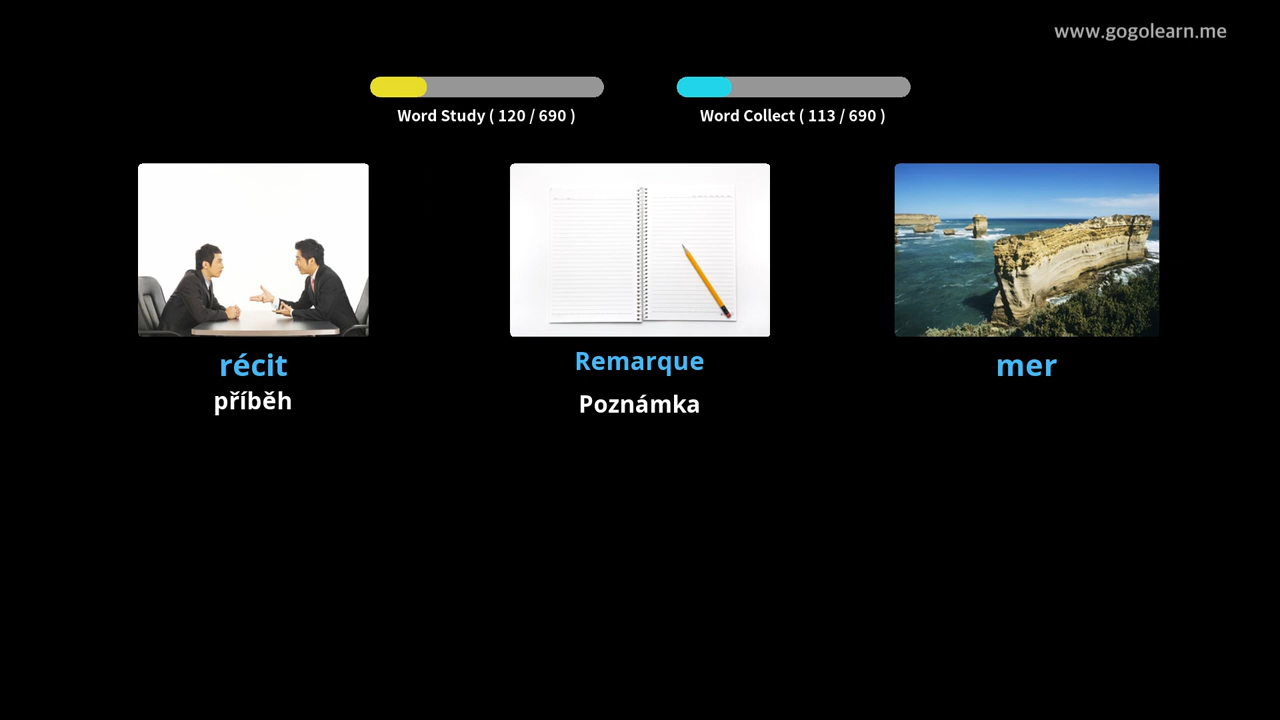 www.gogolearn.me
Word Study ( 120 / 690 )
Word Collect ( 113 / 690 )
récit
příběh
Remarque
Poznámka
mer